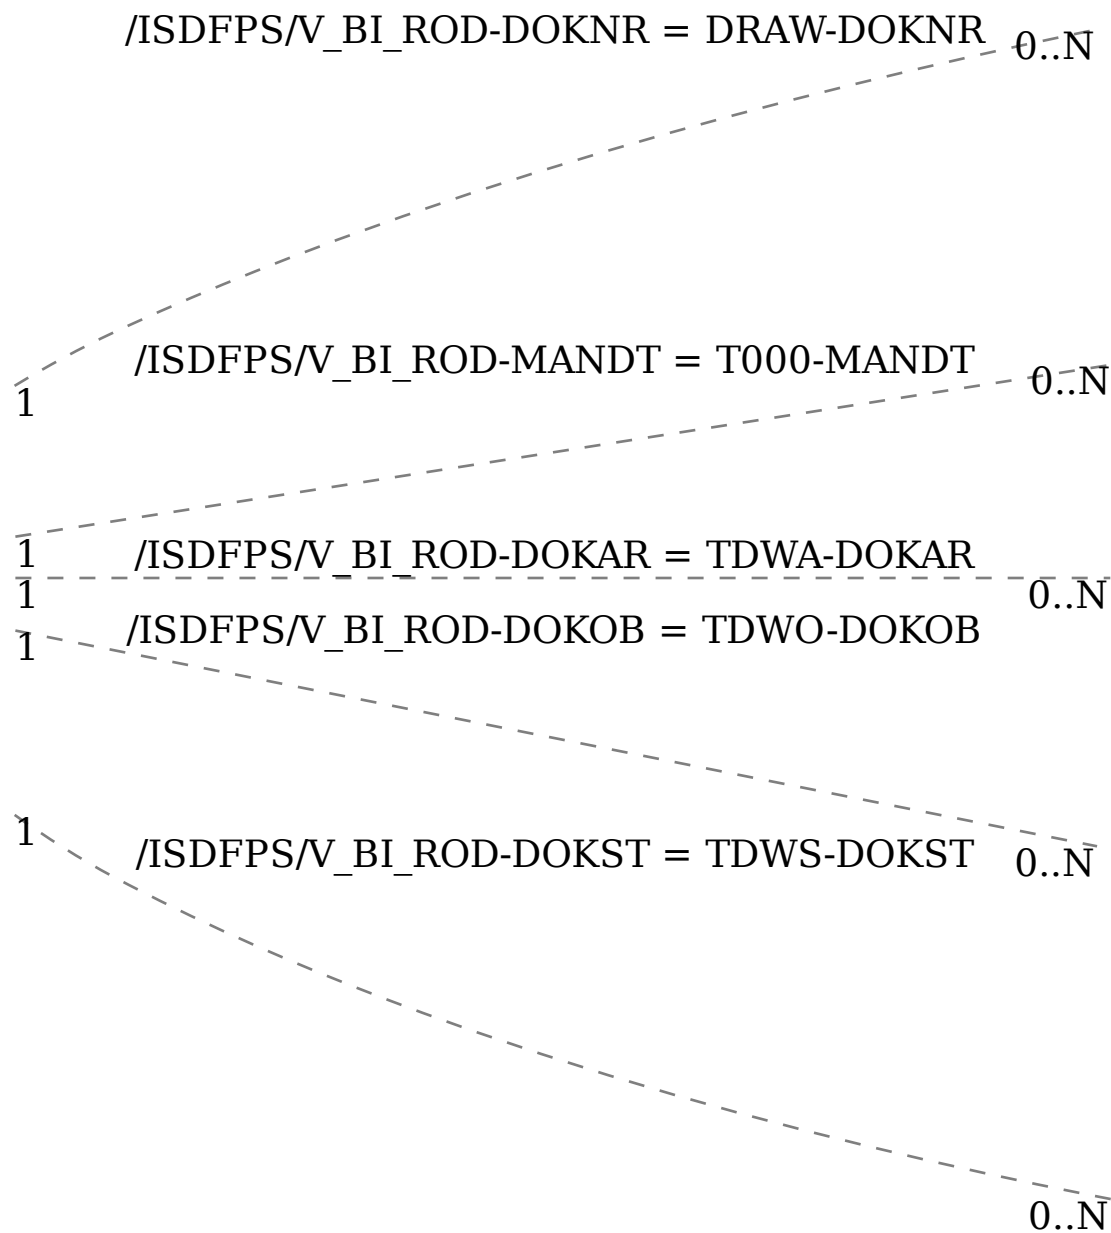 /ISDFPS/V_BI_ROD-DOKNR = DRAW-DOKNR
0..N
1
/ISDFPS/V_BI_ROD-MANDT = T000-MANDT
0..N
1
/ISDFPS/V_BI_ROD-DOKAR = TDWA-DOKAR
1
0..N
/ISDFPS/V_BI_ROD-DOKOB = TDWO-DOKOB
1
0..N
1
/ISDFPS/V_BI_ROD-DOKST = TDWS-DOKST
0..N